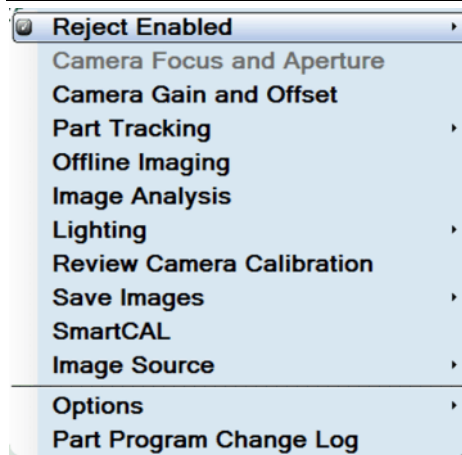 Reject Enabled
Camera Focus and Aperture
Camera Gain and Offset
Part Tracking
Offline Imaging
Image Analysis
Lighting
Review Camera Calibration
Save Images
SmartCAL
Image Source
Options
Part Program Change Log